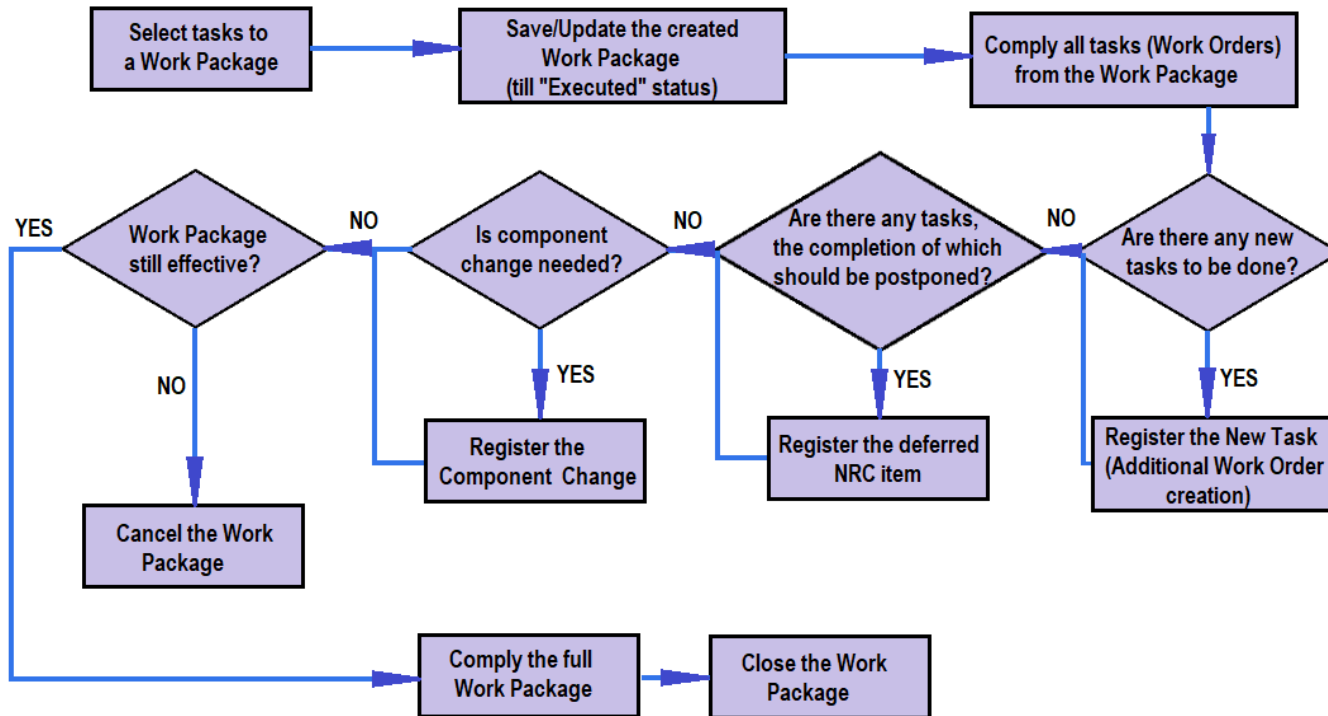 Select tasks to
a Work Package
Save/Update the created
Work Package
(till "Executed" status)
Comply all tasks (Work Orders)
from the Work Package
YES
Work Package
still effective?
NO
Is component
change needed?
NO
Are there any tasks,
the completion of which
should be postponed?
NO
Are there any new
tasks to be done?
NO
YES
YES
YES
Cancel the Work
Package
Register the
Component Change
Register the deferred
NRC item
Register the New Task
(Additional Work Order
creation)
Comply the full
Work Package
Close the Work
Package